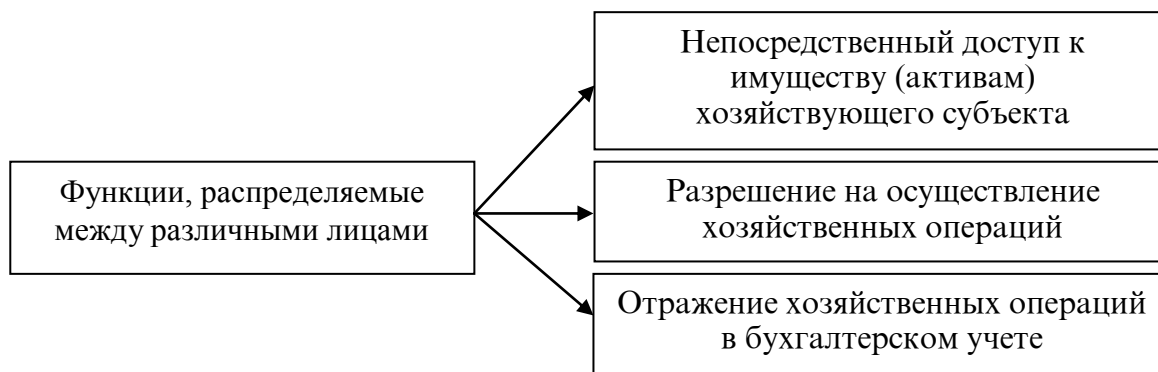 Непосредственный доступ к
имуществу (активам)
хозяйствующего субъекта
Функции, распределяемые
между различными лицами
Разрешение на осуществление
хозяйственных операций
Отражение хозяйственных операций
в бухгалтерском учете